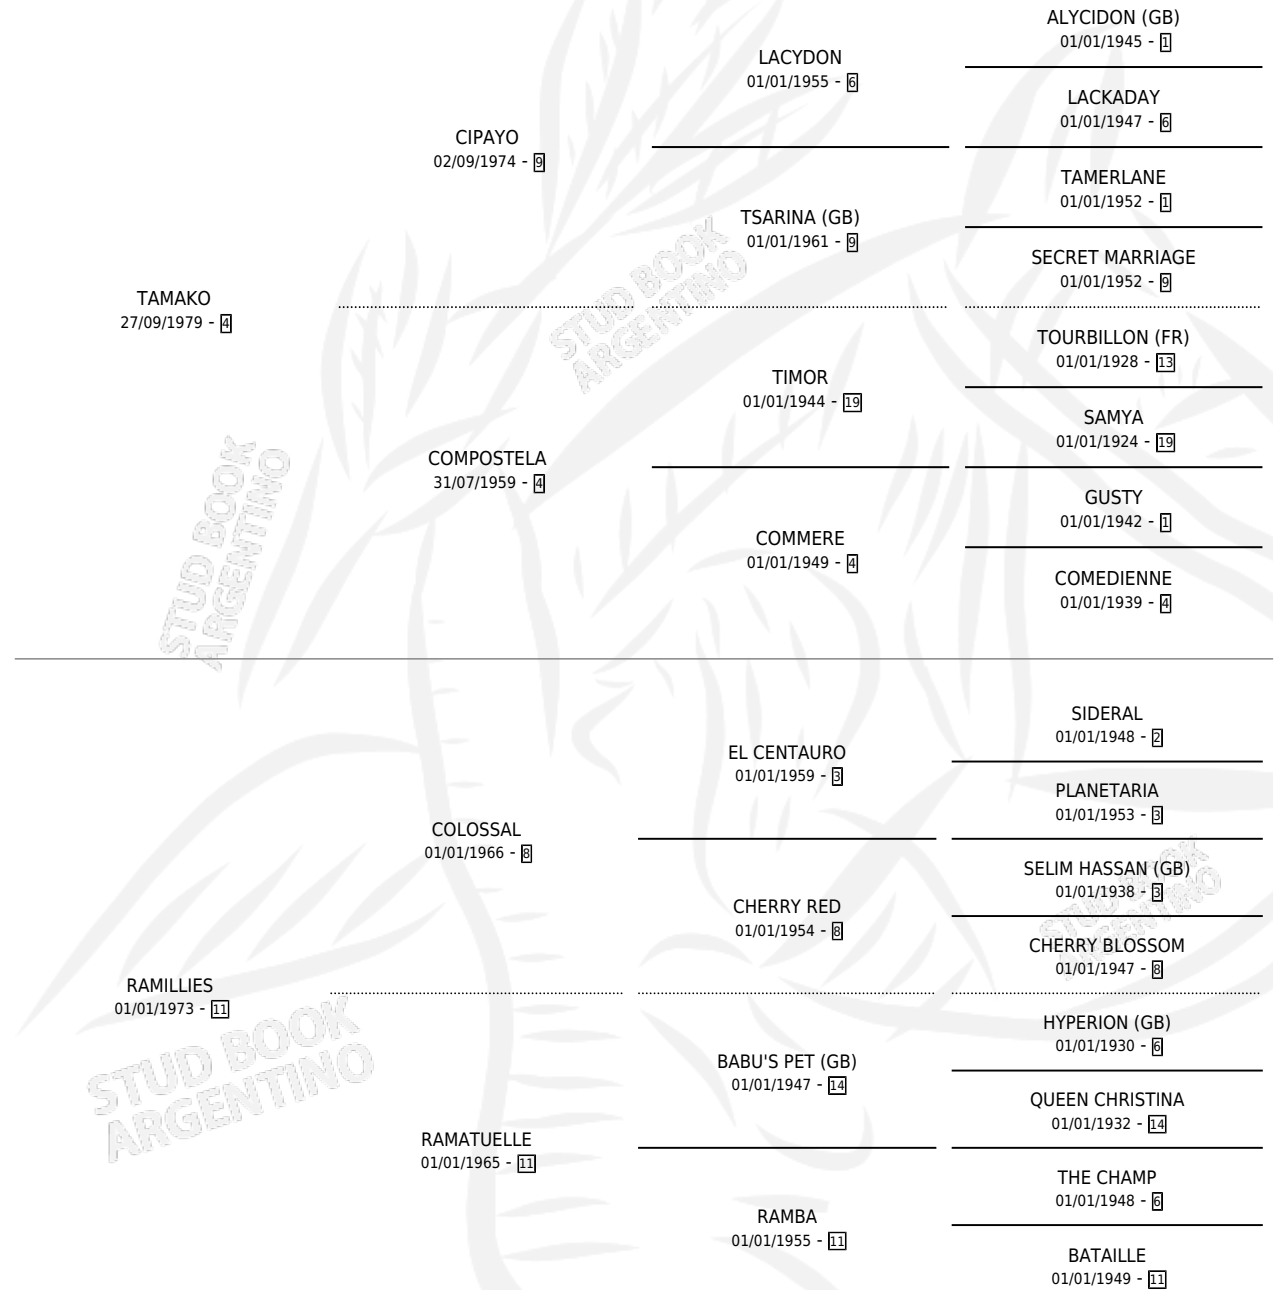 ALYCIDON (GB)
01/01/1945 - 1
LACYDON
01/01/1955 - 6
LACKADAY
01/01/1947 - 6
CIPAYO
02/09/1974 - 9
TAMERLANE
01/01/1952 - 1
TSARINA (GB)
01/01/1961 - 9
SECRET MARRIAGE
01/01/1952 - 9
TAMAKO
27/09/1979 - 4
TOURBILLON (FR)
01/01/1928 - 13
TIMOR
01/01/1944 - 19
SAMYA
01/01/1924 - 19
COMPOSTELA
31/07/1959 - 4
GUSTY
01/01/1942 - 1
COMMERE
01/01/1949 - 4
COMEDIENNE
01/01/1939 - 4
SIDERAL
01/01/1948 - 2
EL CENTAURO
01/01/1959 - 3
PLANETARIA
01/01/1953 - 3
COLOSSAL
01/01/1966 - 8
SELIM HASSAN (GB)
01/01/1938 - 3
CHERRY RED
01/01/1954 - 8
CHERRY BLOSSOM
01/01/1947 - 8
RAMILLIES
01/01/1973 - 11
HYPERION (GB)
01/01/1930 - 6
BABU'S PET (GB)
01/01/1947 - 14
QUEEN CHRISTINA
01/01/1932 - 14
RAMATUELLE
01/01/1965 - 11
THE CHAMP
01/01/1948 - 6
RAMBA
01/01/1955 - 11
BATAILLE
01/01/1949 - 11
STUD BOOK
ARGENTINO
STUD BOOK
ARGENTINO
STUD BOOK
ARGENTINO
STUD BOOK
ARGENTINO